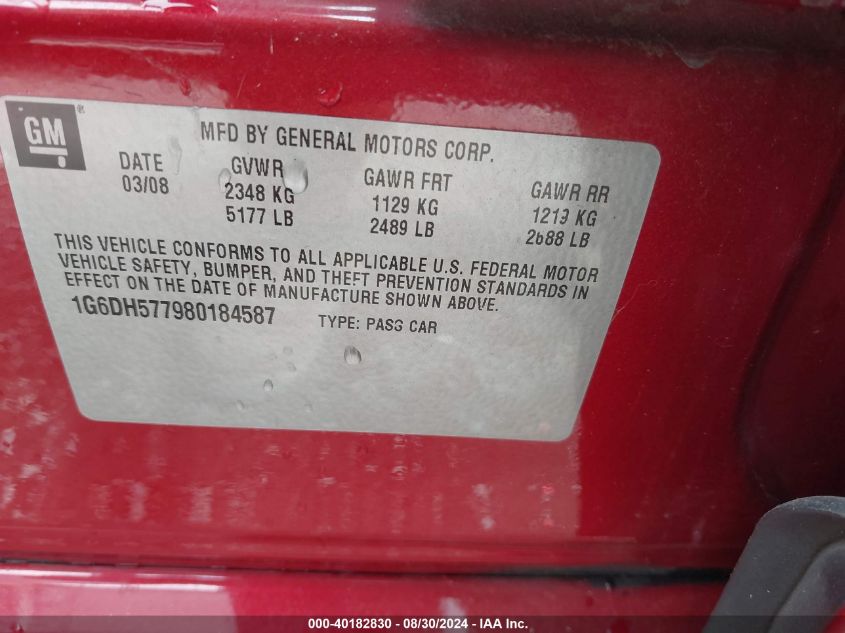 GM ®
MFD BY GENERAL MOTORS CORP.
DATE GVWR GAWR FRT GAWR RR
03/08 2348 KG 1129 KG 1219 KG
5177 LB 2489 LB 2688 LB
THIS VEHICLE CONFORMS TO ALL APPLICABLE U.S. FEDERAL MOTOR
VEHICLE SAFETY, BUMPER, AND THEFT PREVENTION STANDARDS IN
EFFECT ON THE DATE OF MANUFACTURE SHOWN ABOVE.
1G6DH577980184587 TYPE: PASS CAR
000-40182830 - 08/30/2024 - IAA Inc.